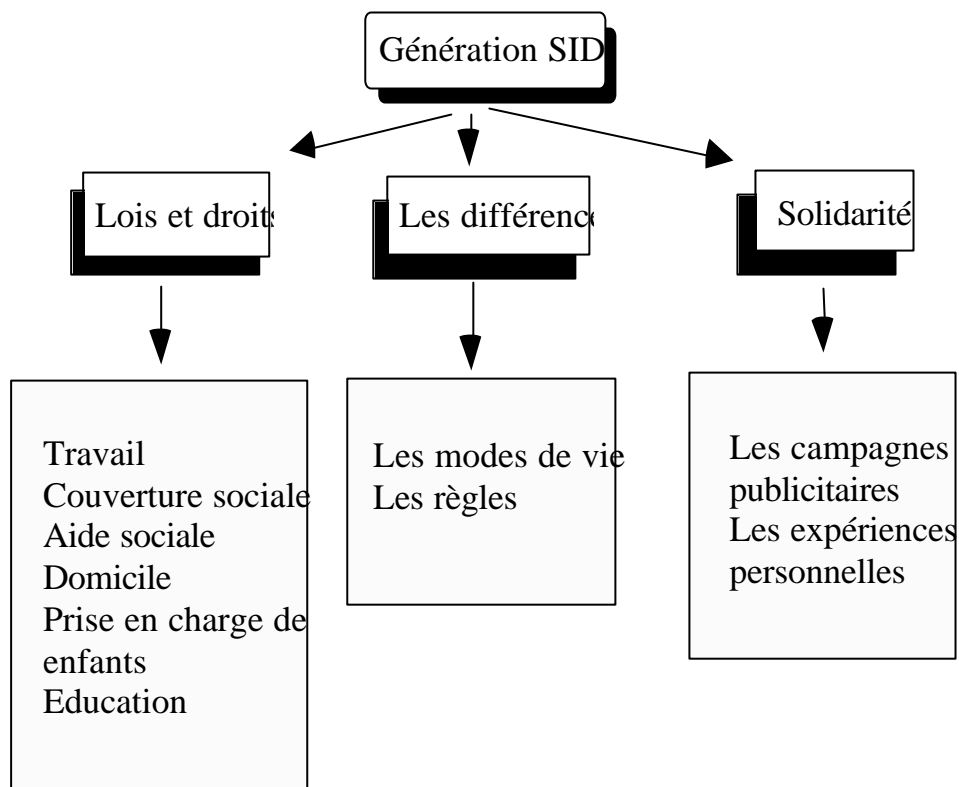 Génération SID
Lois et droits
Les différence
Solidarité
Travail
Couverture sociale
Aide sociale
Domicile
Prise en charge de
enfants
Education
Les modes de vie
Les règles
Les campagnes
publicitaires
Les expériences
personnelles